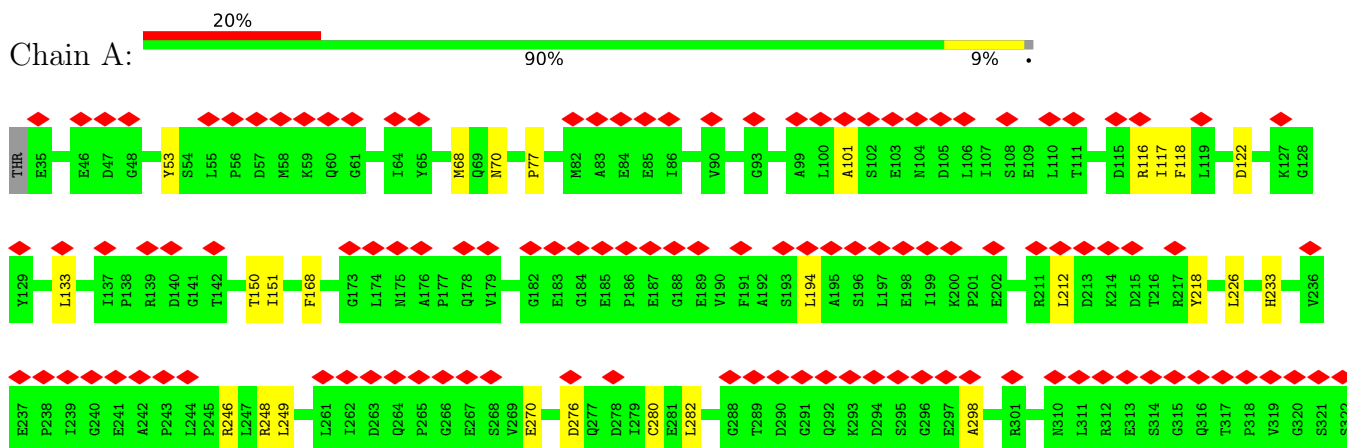 20%
Chain A:
90% 9% •
THR E35 E46 D47 G48 Y53 S54 L55 P56 D57 M58 K59 Q60 G61 I64 Y65 M68 Q69 N70 P77 M82 A83 E84 E85 I86 V90 G93 A99 L100 A101 S102 E103 N104 D105 L106 I107 S108 E109 L110 T111 D115 R116 I117 F118 L119 D122 K127 G128
Y129 L133 I137 P138 R139 D140 G141 T142 T150 I151 F168 G173 L174 N175 A176 P177 Q178 V179 G182 E183 G184 E185 P186 E187 G188 E189 V190 F191 A192 S193 L194 A195 S196 L197 E198 I199 K200 P201 E202 R211 L212 D213 K214 D215 T216 R217 Y218 L226 H233 V236
E237 P238 I239 G240 E241 A242 P243 L244 P245 R246 L247 R248 L249 L261 I262 D263 Q264 P265 G266 E267 S268 V269 E270 D276 Q277 D278 I279 C280 E281 L282 G288 T289 D290 G291 Q292 K293 D294 S295 G296 E297 A298 R301 N310 L311 R312 E313 S314 G315 Q316 T317 P318 V319 G320 S321 S322